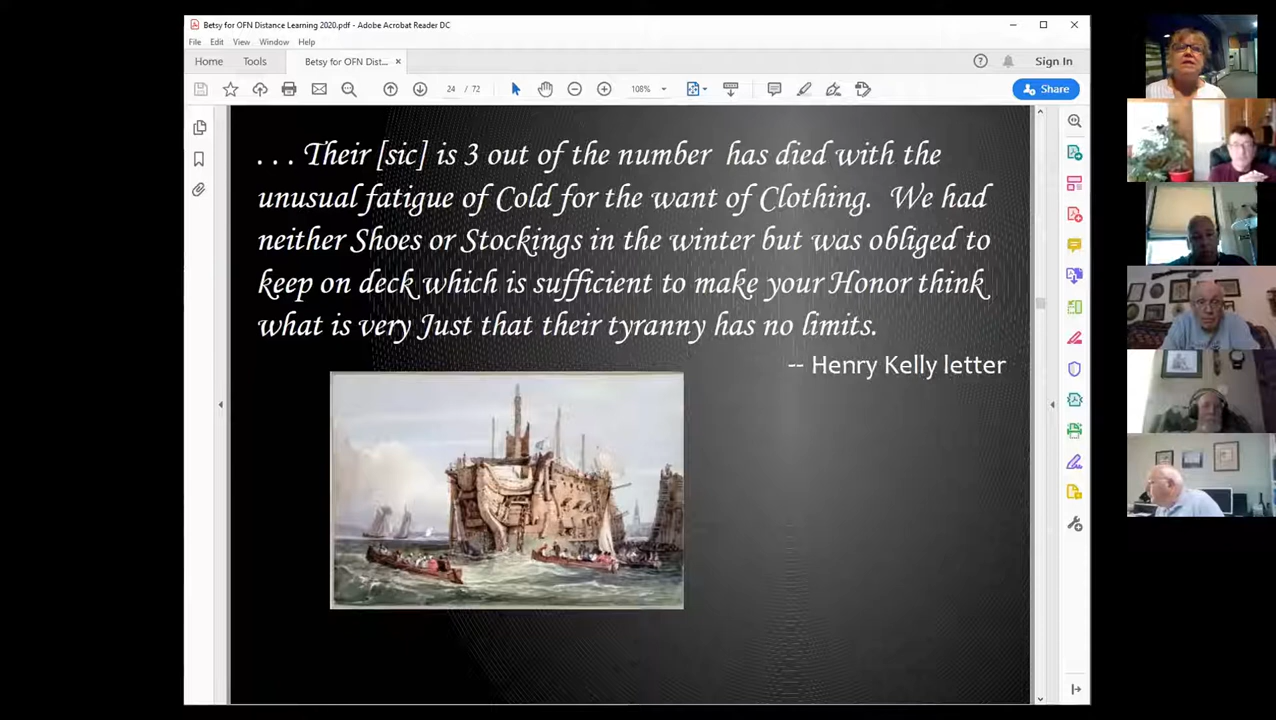 Betsy for OFN Distance Learning 2020.pdf - Adobe Acrobat Reader DC
File Edit View Window Help
Home Tools Betsy for OFN Dist... × Sign In
24 / 72 108% Share
. . . Their [sic] is 3 out of the number has died with the
unusual fatigue of Cold for the want of Clothing. We had
neither Shoes or Stockings in the winter but was obliged to
keep on deck which is sufficient to make your Honor think
what is very Just that their tyranny has no limits.
-- Henry Kelly letter